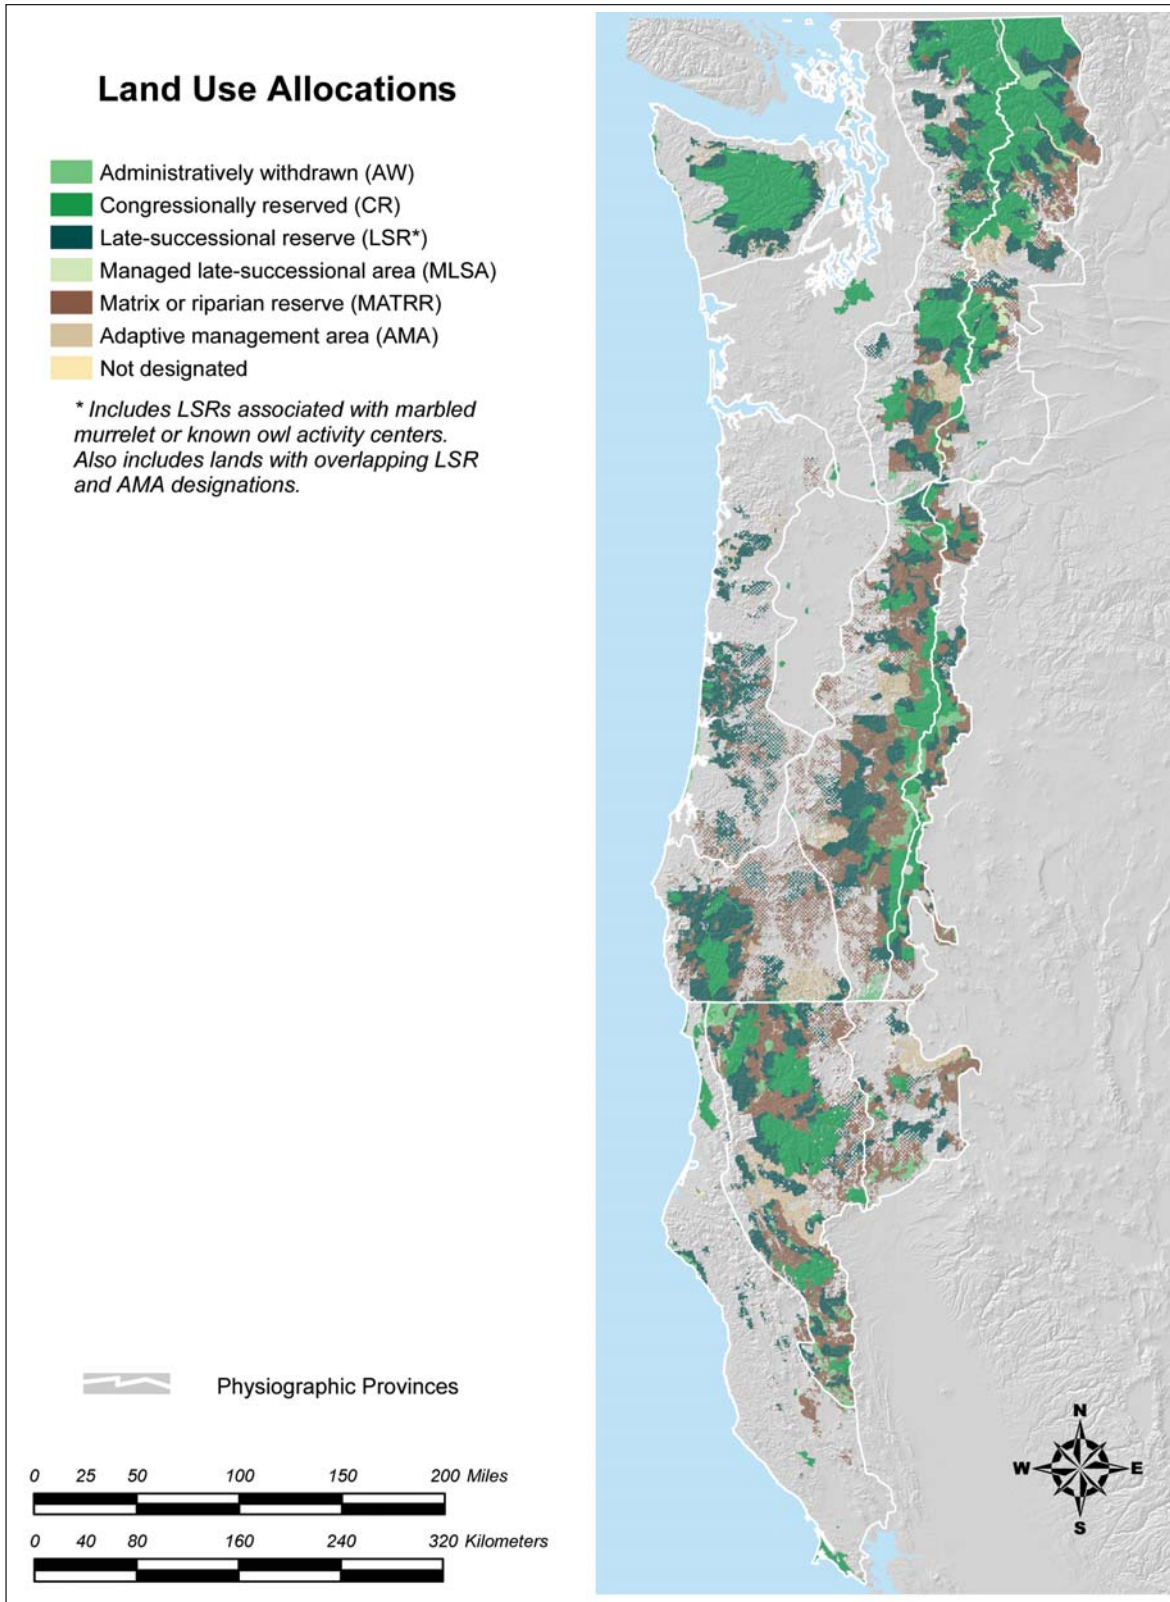 Land Use Allocations
Administratively withdrawn (AW)
Congressionally reserved (CR)
Late-successional reserve (LSR*)
Managed late-successional area (MLSA)
Matrix or riparian reserve (MATRR)
Adaptive management area (AMA)
Not designated
* Includes LSRs associated with marbled
murrelet or known owl activity centers.
Also includes lands with overlapping LSR
and AMA designations.
Physiographic Provinces
0 25 50 100 150 200 Miles
0 40 80 160 240 320 Kilometers
N
W E
S